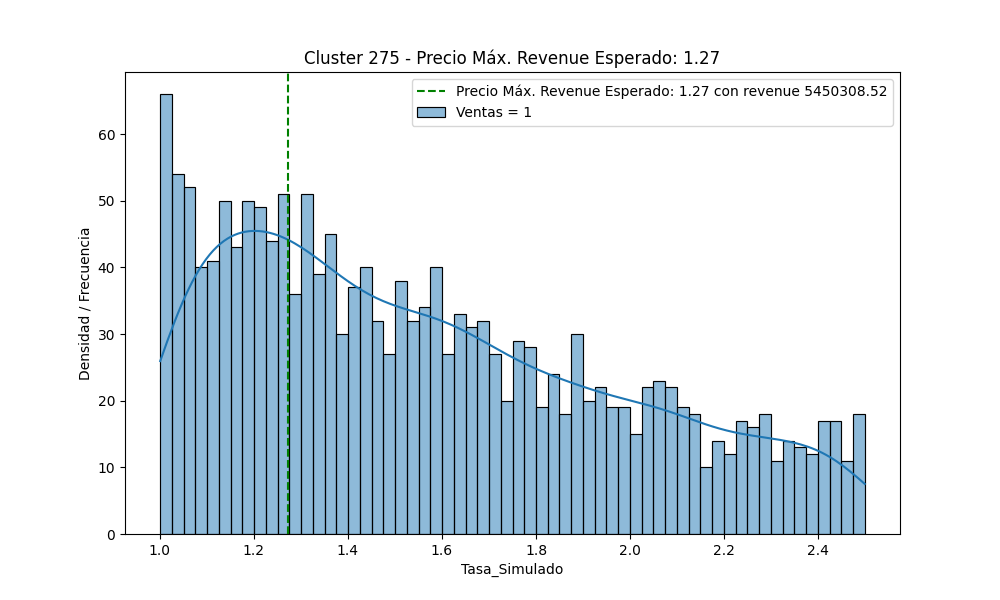 Cluster 275 - Precio Máx. Revenue Esperado: 1.27
Precio Máx. Revenue Esperado: 1.27 con revenue 5450308.52
Ventas = 1
Densidad / Frecuencia
60
50
40
30
20
10
0
1.0 1.2 1.4 1.6 1.8 2.0 2.2 2.4
Tasa_Simulado